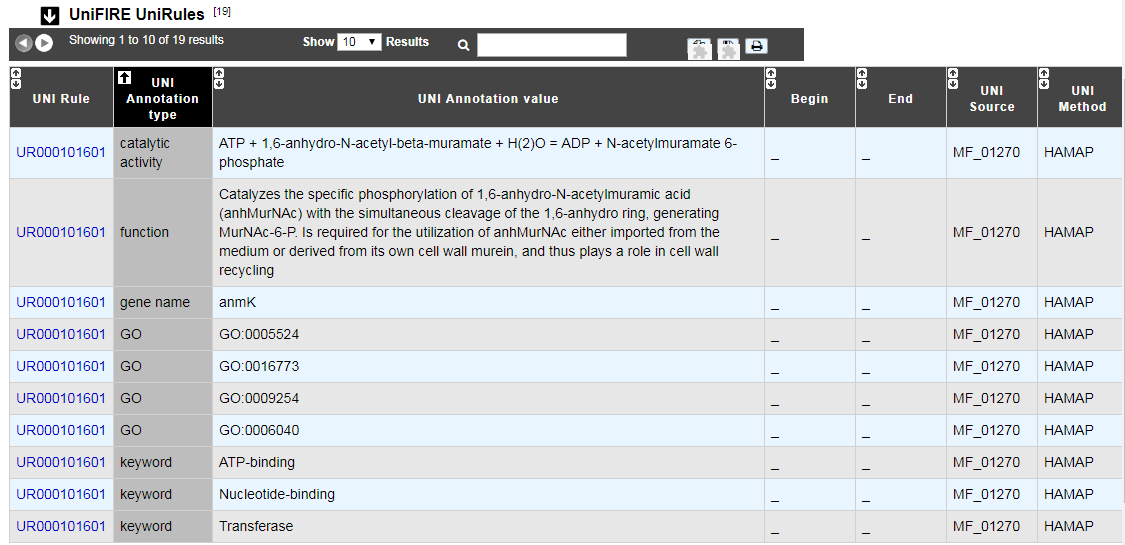 UniFIRE UniRules [19]
Showing 1 to 10 of 19 results Show 10 Results
UNI Rule UNI Annotation type UNI Annotation value Begin End UNI Source UNI Method
UR000101601 catalytic activity ATP + 1,6-anhydro-N-acetyl-beta-muramate + H(2)O = ADP + N-acetylmuramate 6-
phosphate _ _ MF_01270 HAMAP
UR000101601 function Catalyzes the specific phosphorylation of 1,6-anhydro-N-acetylmuramic acid
(anhMurNAc) with the simultaneous cleavage of the 1,6-anhydro ring, generating
MurNAc-6-P. Is required for the utilization of anhMurNAc either imported from the
medium or derived from its own cell wall murein, and thus plays a role in cell wall
recycling _ _ MF_01270 HAMAP
UR000101601 gene name anmK _ _ MF_01270 HAMAP
UR000101601 GO GO:0005524 _ _ MF_01270 HAMAP
UR000101601 GO GO:0016773 _ _ MF_01270 HAMAP
UR000101601 GO GO:0009254 _ _ MF_01270 HAMAP
UR000101601 GO GO:0006040 _ _ MF_01270 HAMAP
UR000101601 keyword ATP-binding _ _ MF_01270 HAMAP
UR000101601 keyword Nucleotide-binding _ _ MF_01270 HAMAP
UR000101601 keyword Transferase _ _ MF_01270 HAMAP